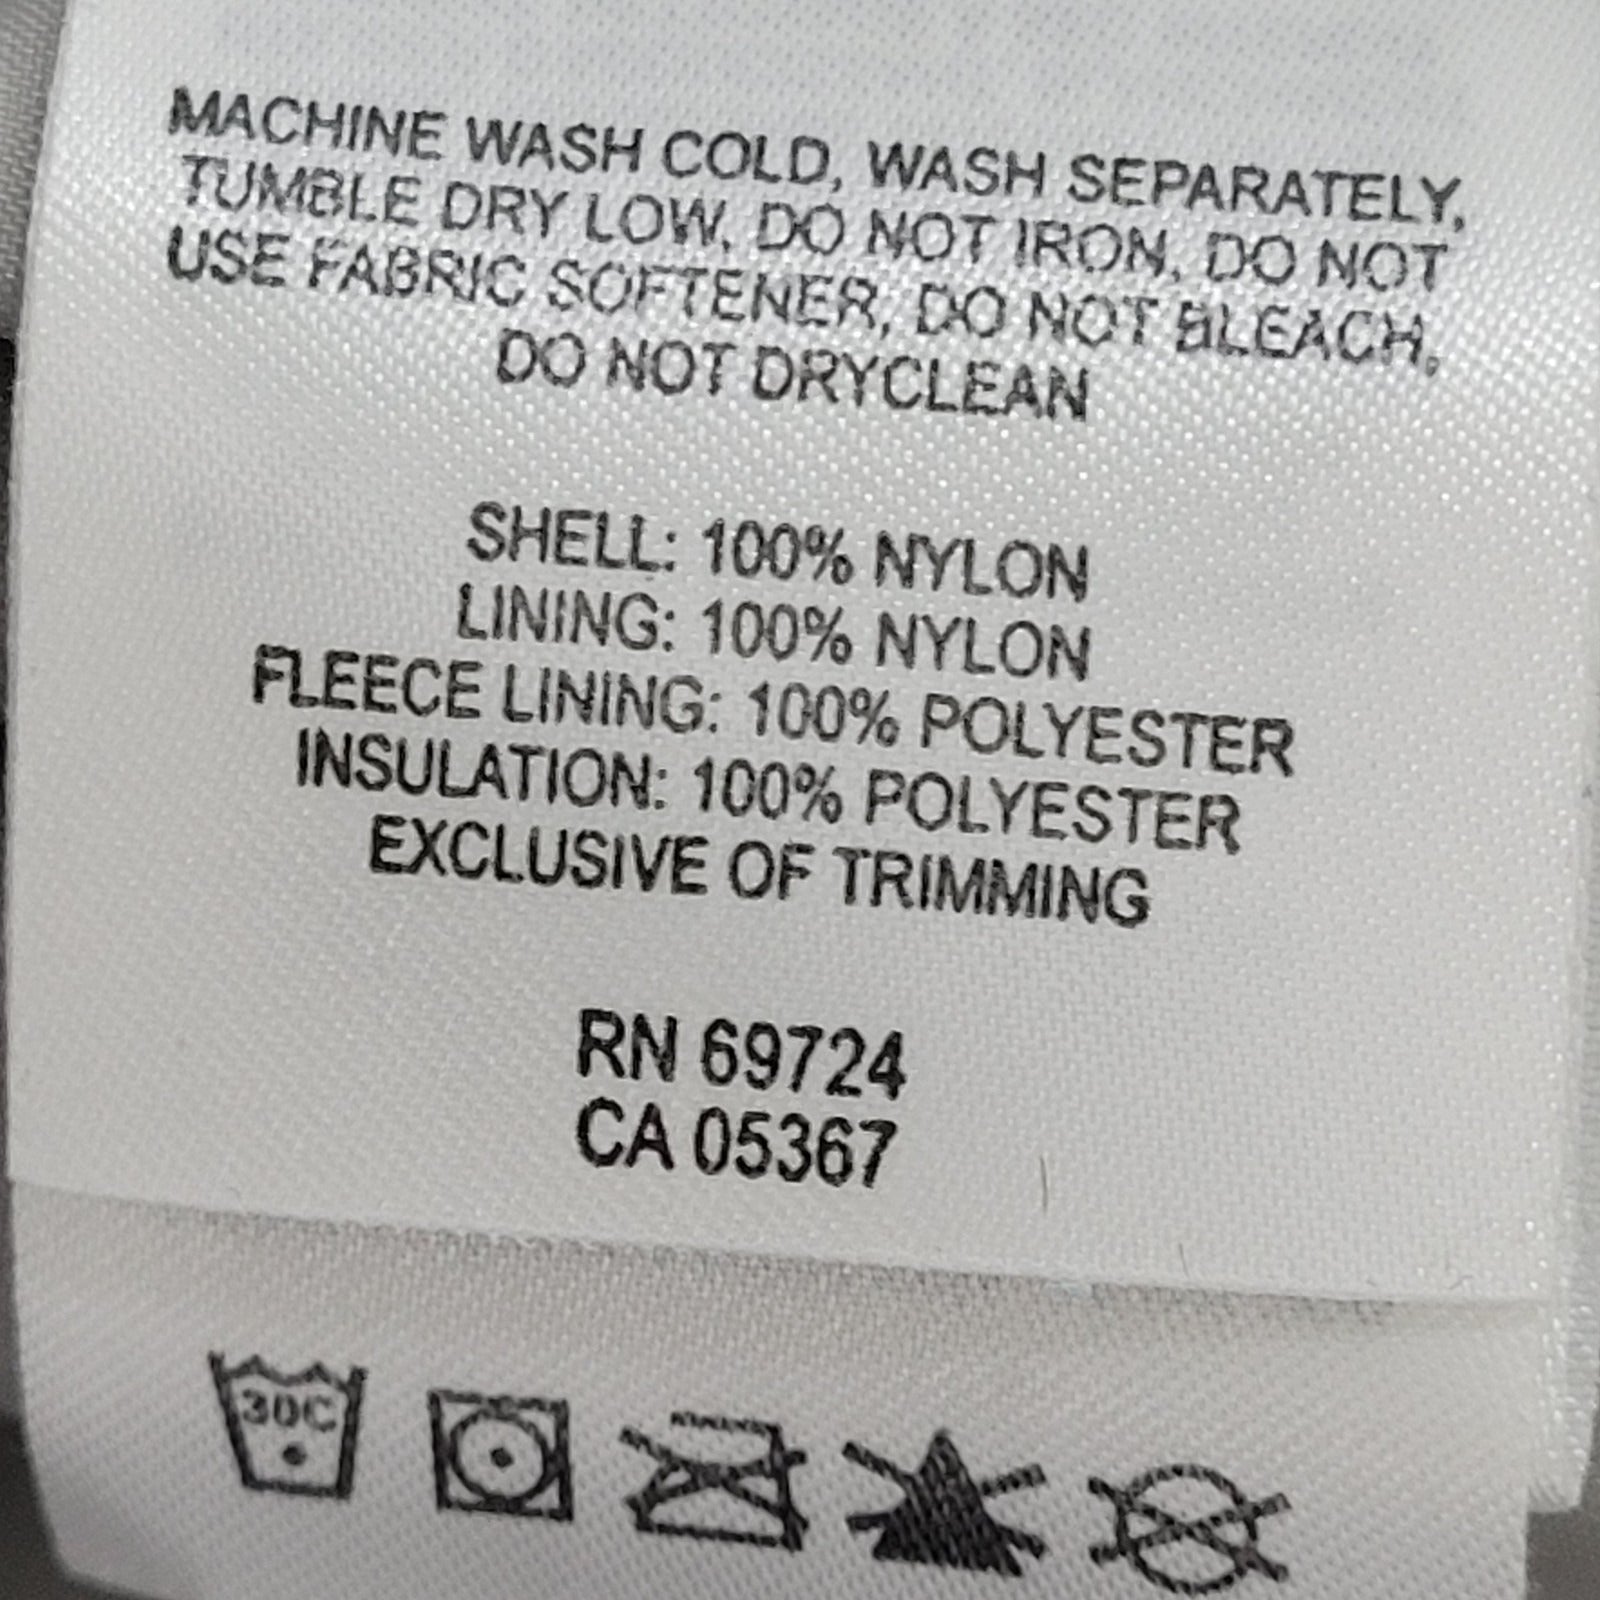 MACHINE WASH COLD, WASH SEPARATELY,
TUMBLE DRY LOW, DO NOT IRON, DO NOT
USE FABRIC SOFTENER, DO NOT BLEACH,
DO NOT DRYCLEAN
SHELL: 100% NYLON
LINING: 100% NYLON
FLEECE LINING: 100% POLYESTER
INSULATION: 100% POLYESTER
EXCLUSIVE OF TRIMMING
RN 69724
CA 05367
30C